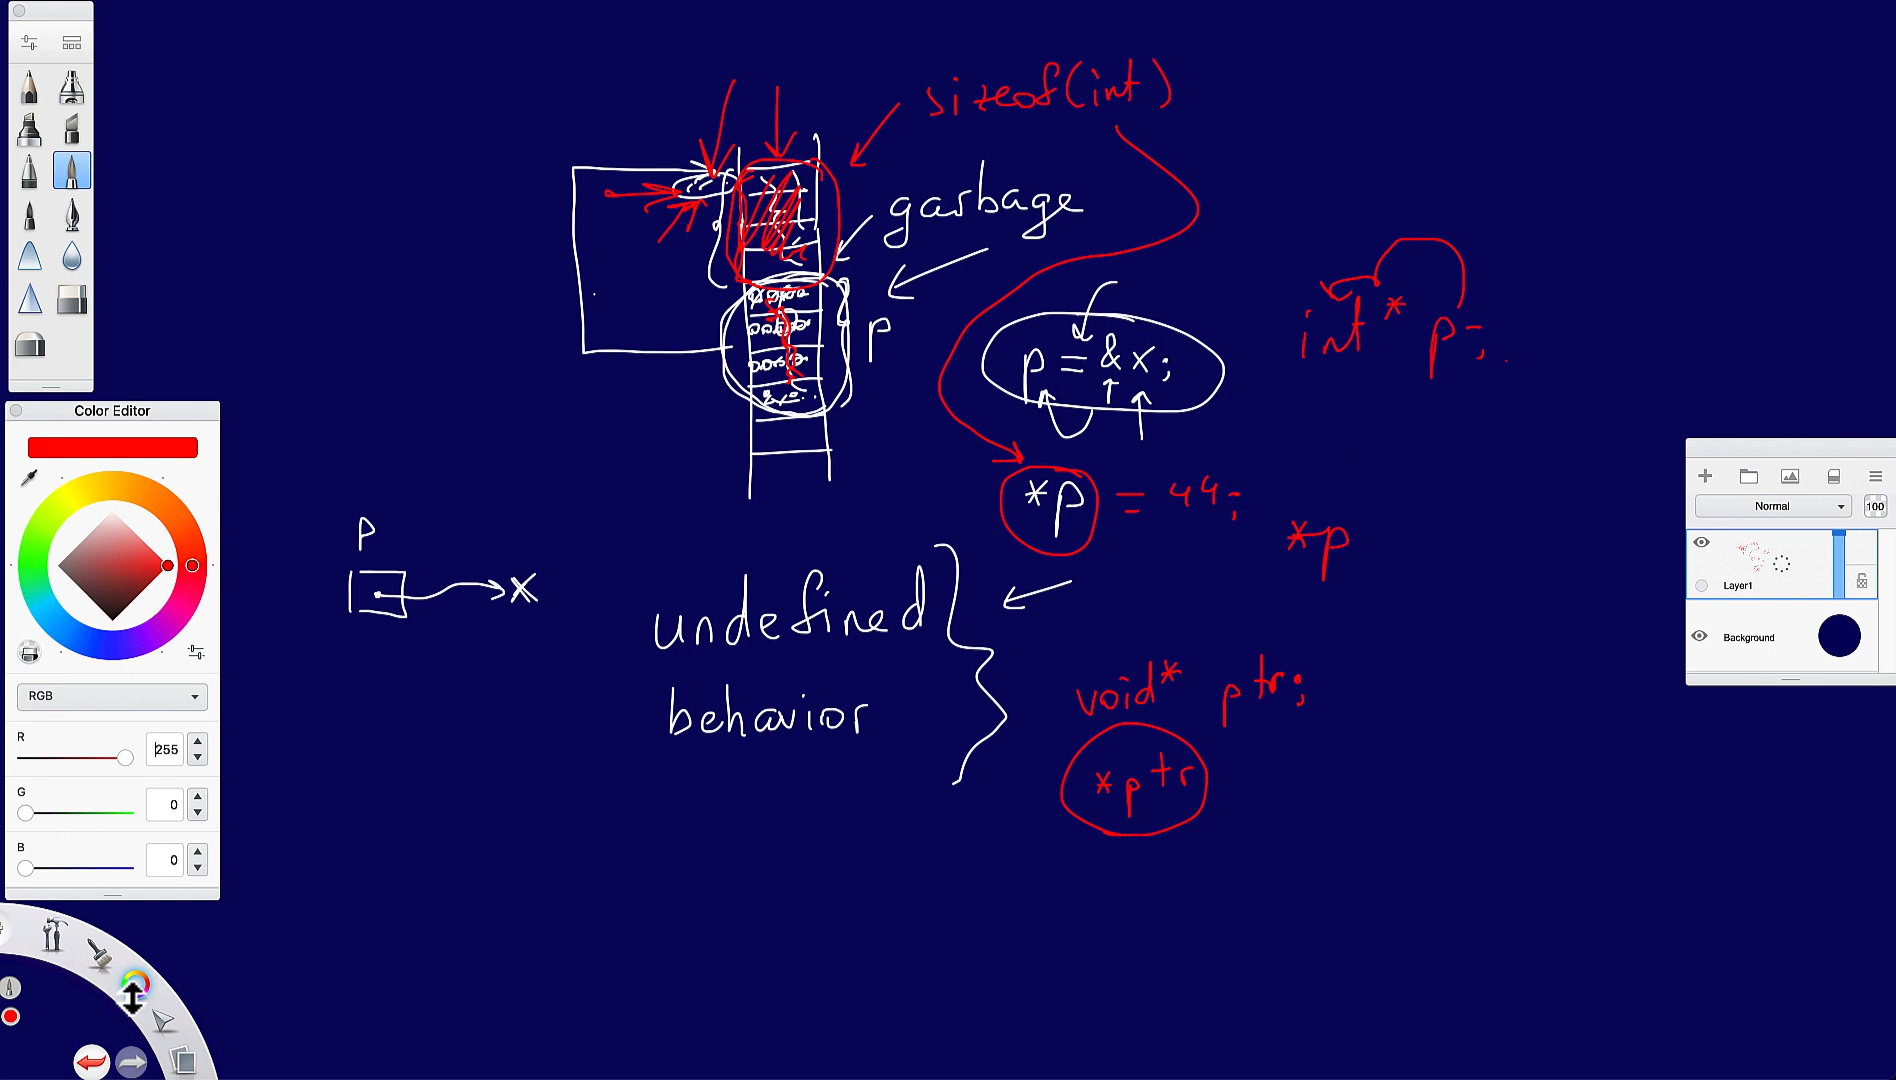 sizeof(int)
garbage
P
p = &x;
int * p;
*p = 44;
*p
P
x
undefined
behavior
void* ptr;
*ptr
Color Editor
RGB
R
255
G
0
B
0
Normal
100
Layer1
Background